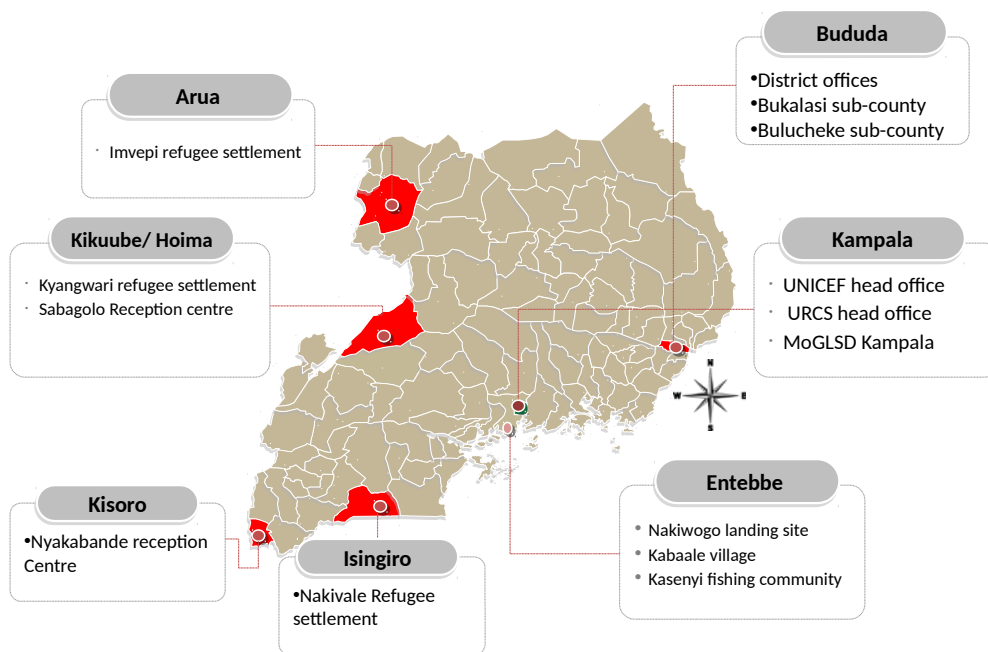 Bududa
•District offices
•Bukalasi sub-county
•Bulucheke sub-county
Arua
· Imvepi refugee settlement
Kikuube/ Hoima
· Kyangwari refugee settlement
· Sabagolo Reception centre
Kampala
· UNICEF head office
· URCS head office
· MoGLSD Kampala
N
W E
S
Entebbe
• Nakiwogo landing site
• Kabaale village
• Kasenyi fishing community
Kisoro
•Nyakabande reception
Centre
Isingiro
•Nakivale Refugee
settlement